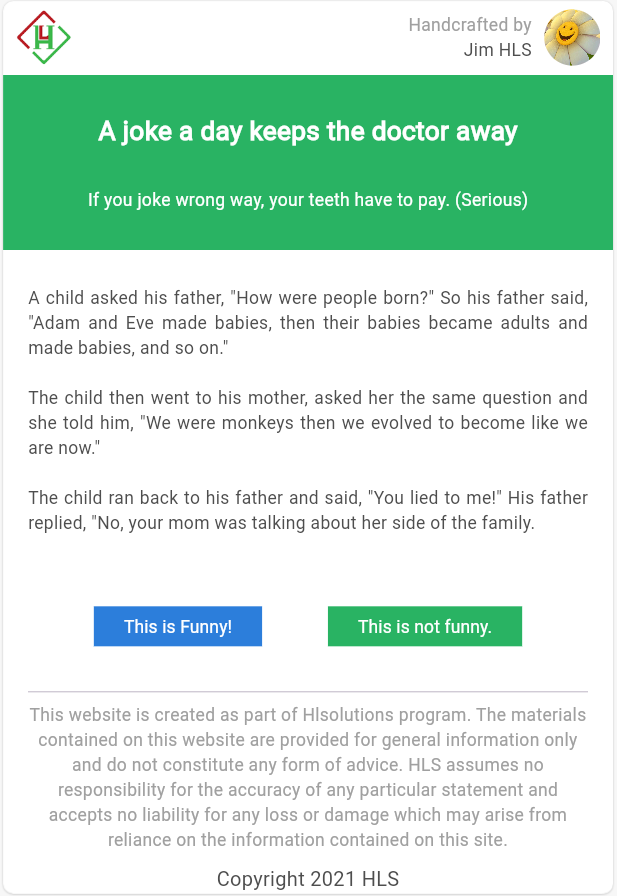 Handcrafted by
Jim HLS
A joke a day keeps the doctor away
If you joke wrong way, your teeth have to pay. (Serious)
A child asked his father, "How were people born?" So his father said,
"Adam and Eve made babies, then their babies became adults and
made babies, and so on."
The child then went to his mother, asked her the same question and
she told him, "We were monkeys then we evolved to become like we
are now."
The child ran back to his father and said, "You lied to me!" His father
replied, "No, your mom was talking about her side of the family.
This is Funny!
This is not funny.
This website is created as part of Hlsolutions program. The materials
contained on this website are provided for general information only
and do not constitute any form of advice. HLS assumes no
responsibility for the accuracy of any particular statement and
accepts no liability for any loss or damage which may arise from
reliance on the information contained on this site.
Copyright 2021 HLS